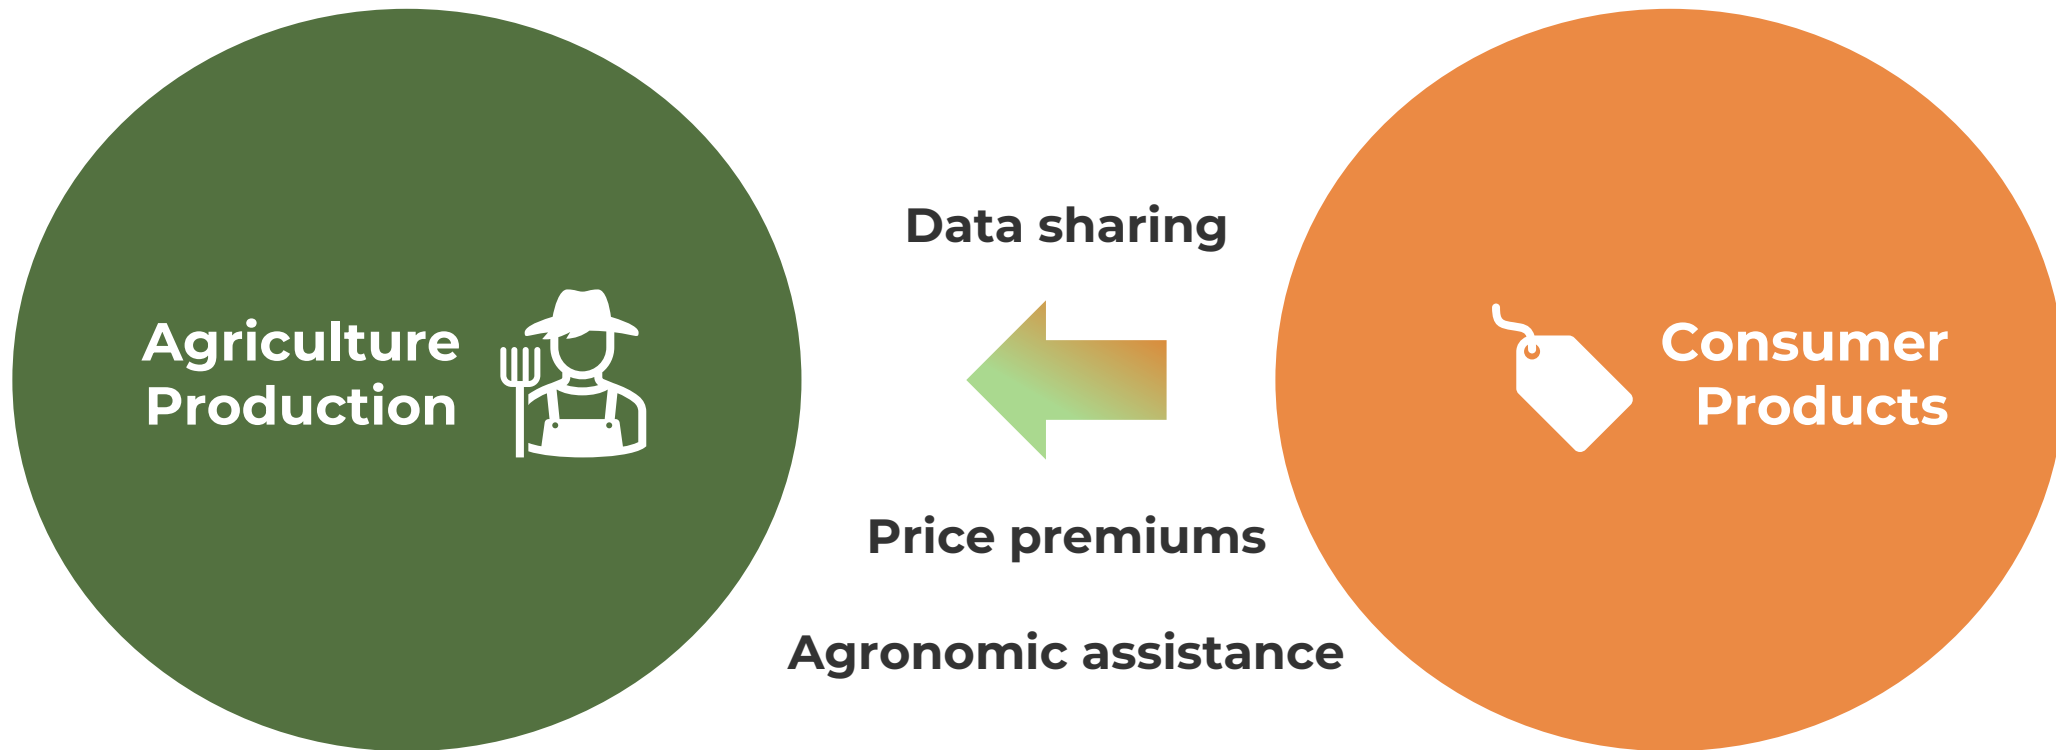 Agriculture
Production
Data sharing
Price premiums
Agronomic assistance
Consumer
Products